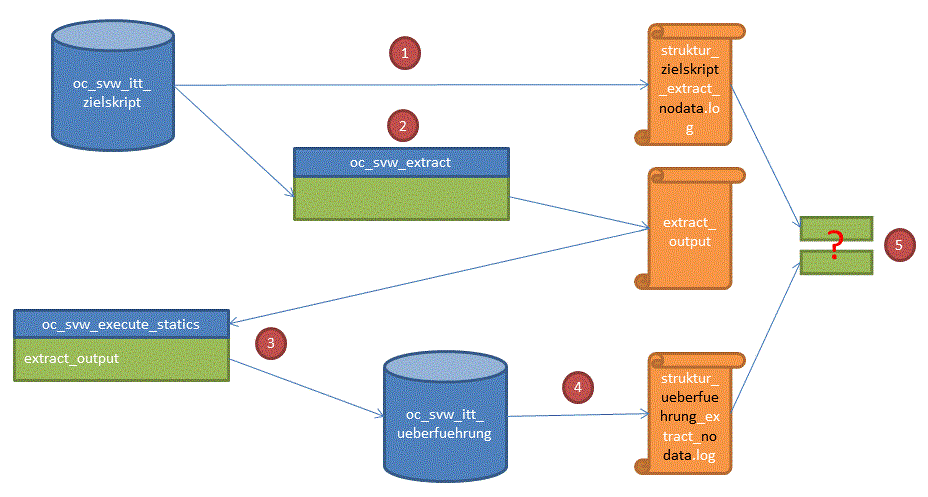 1
oc_svw_itt_
zielskript
struktur_
zielskript
_extract_
nodata.lo
g
2
oc_svw_extract
extract_
output
?
5
oc_svw_execute_statics
extract_output
3
oc_svw_itt_
ueberfuehrung
4
struktur_
ueberfue
hrung_ex
tract_no
data.log